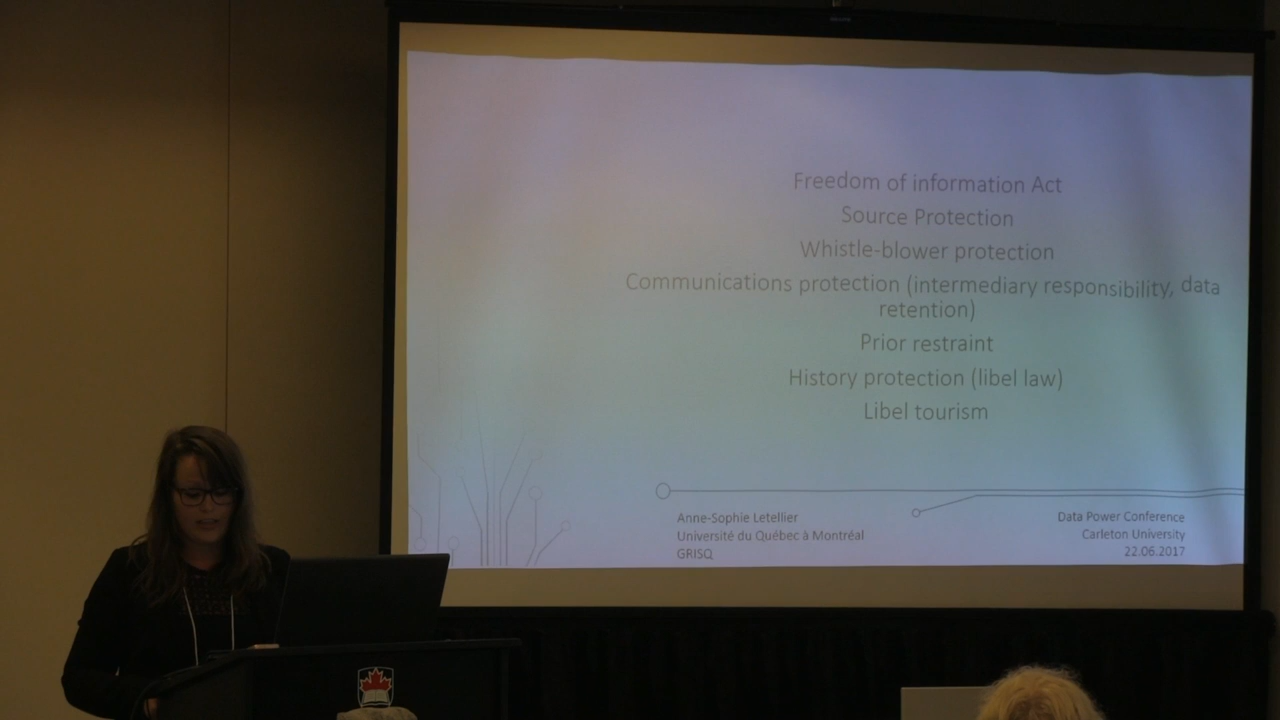 Freedom of information Act
Source Protection
Whistle-blower protection
Communications protection (intermediary responsibility, data
retention)
Prior restraint
History protection (libel law)
Libel tourism
Anne-Sophie Letellier
Université du Québec à Montréal
GRISQ
Data Power Conference
Carleton University
22.06.2017